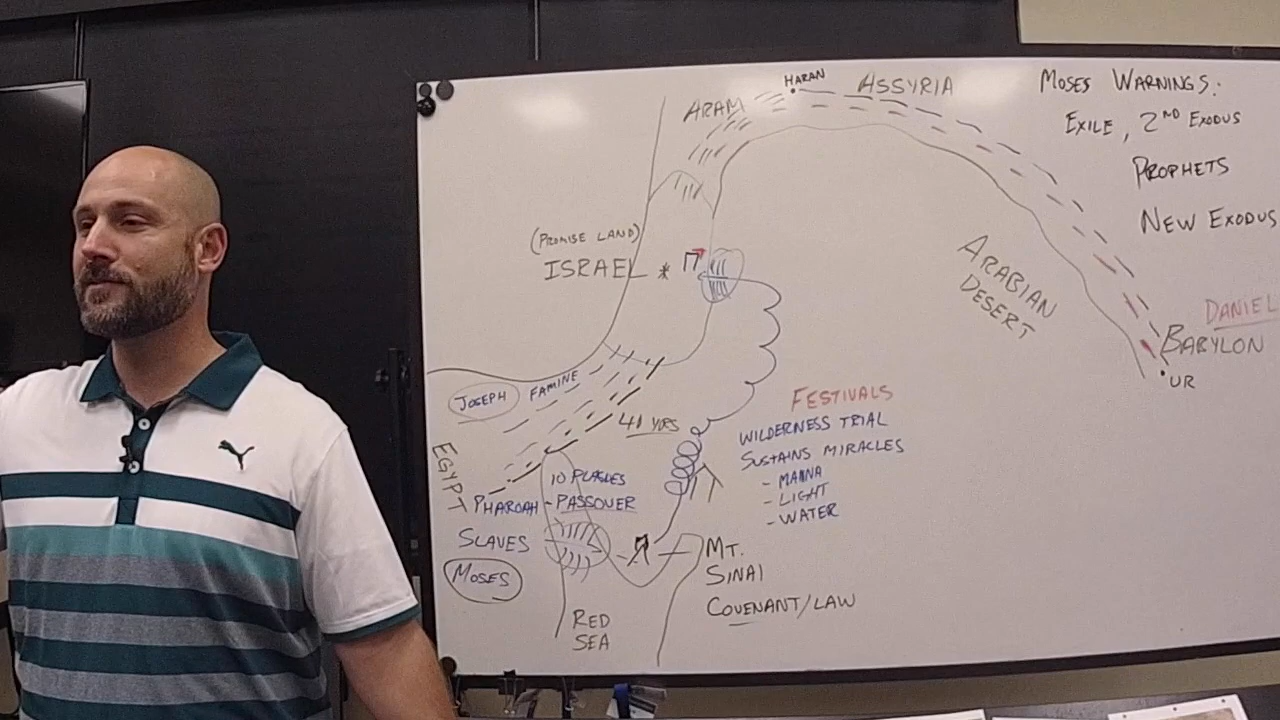 HARAN
ASSYRIA
ARAM
MOSES WARNINGS:
EXILE, 2ND EXODUS
PROPHETS
NEW EXODUS
(PROMISE LAND)
ISRAEL *
ARABIAN
DESERT
DANIEL
BABYLON
UR
JOSEPH
FAMINE
40 YRS
EGYPT
10 PLAGUES
PHAROAH - PASSOVER
SLAVES
MOSES
RED
SEA
FESTIVALS
WILDERNESS TRIAL
SUSTAINS MIRACLES
- MANNA
- LIGHT
- WATER
MT.
SINAI
COVENANT/LAW